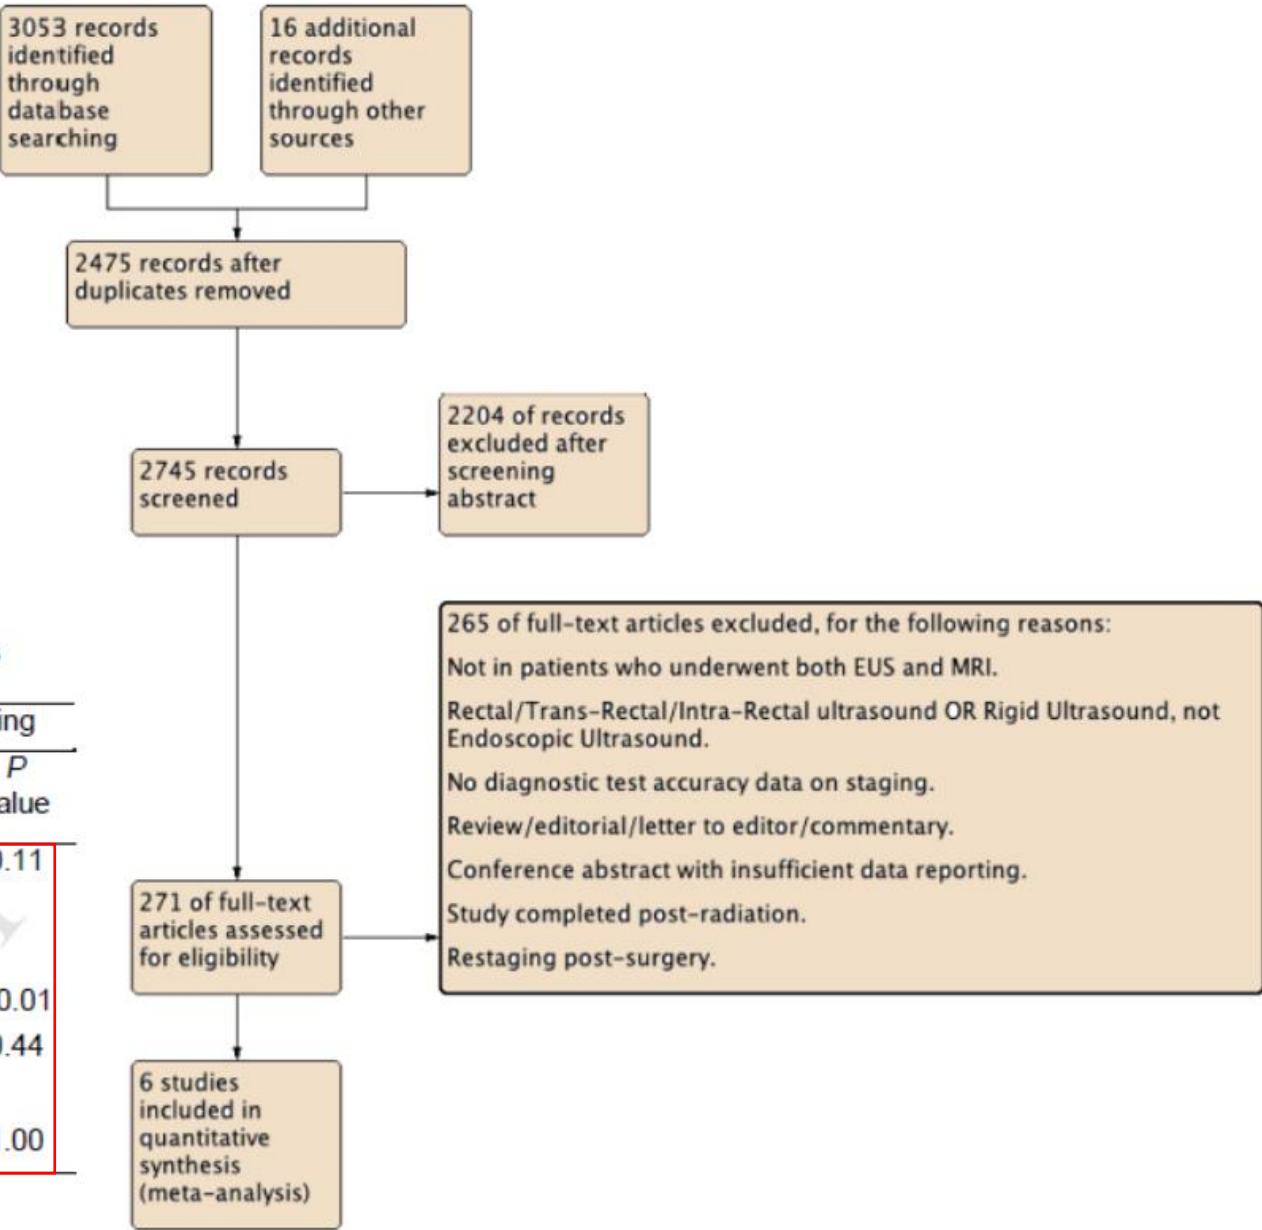 3053 records
identified
through
database
searching
16 additional
records
identified
through other
sources
2475 records after
duplicates removed
2745 records
screened
2204 of records
excluded after
screening
abstract
265 of full-text articles excluded, for the following reasons:
Not in patients who underwent both EUS and MRI.
Rectal/Trans-Rectal/Intra-Rectal ultrasound OR Rigid Ultrasound, not
Endoscopic Ultrasound.
No diagnostic test accuracy data on staging.
Review/editorial/letter to editor/commentary.
Conference abstract with insufficient data reporting.
Study completed post-radiation.
Restaging post-surgery.
271 of full-text
articles assessed
for eligibility
6 studies
included in
quantitative
synthesis
(meta-analysis)
ing
P
alue
.11
0.01
.44
.00